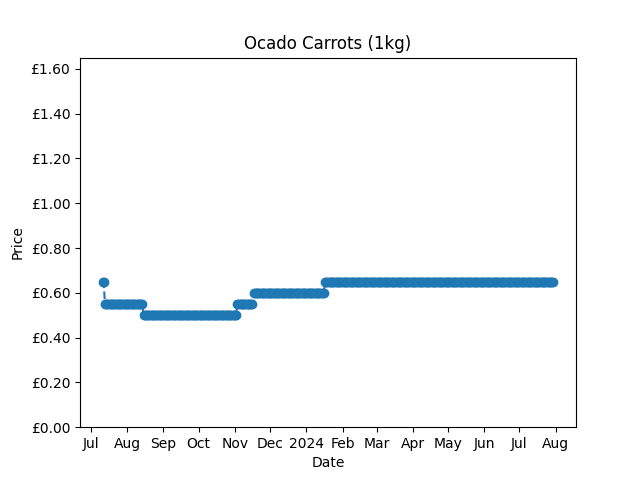 Ocado Carrots (1kg)
£1.60
£1.40
£1.20
£1.00
£0.80
£0.60
£0.40
£0.20
£0.00
Price
Jul Aug Sep Oct Nov Dec 2024 Feb Mar Apr May Jun Jul Aug
Date